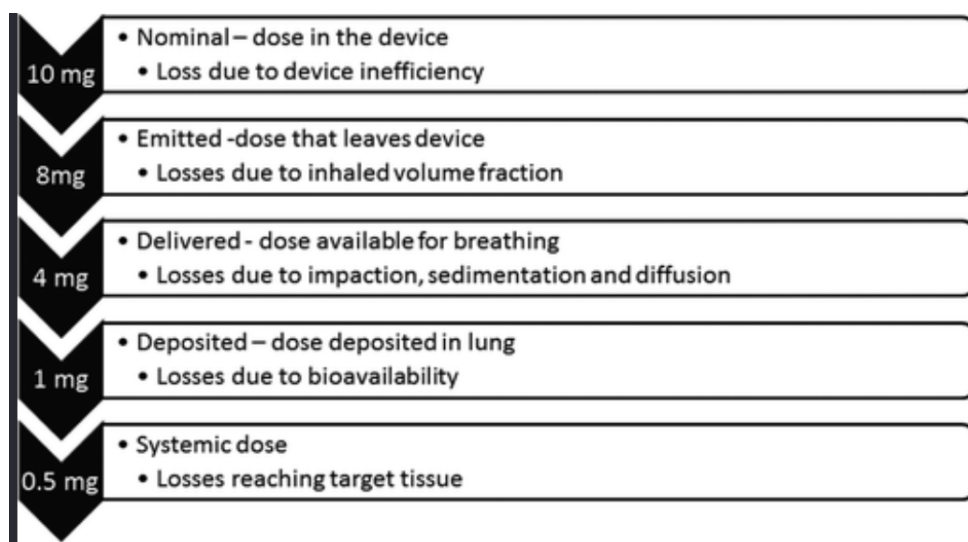 10 mg
• Nominal – dose in the device
• Loss due to device inefficiency
8mg
• Emitted -dose that leaves device
• Losses due to inhaled volume fraction
4 mg
• Delivered - dose available for breathing
• Losses due to impaction, sedimentation and diffusion
1 mg
• Deposited – dose deposited in lung
• Losses due to bioavailability
0.5 mg
• Systemic dose
• Losses reaching target tissue